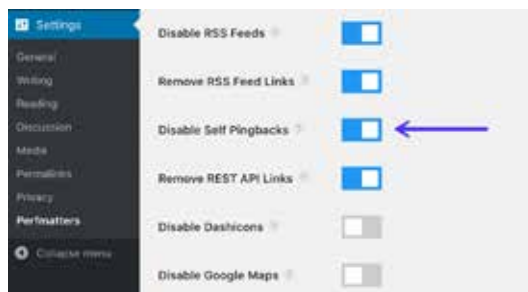 Settings
General
Writing
Reading
Discussion
Media
Permalinks
Privacy
Perfmatters
Collapse menu
Disable RSS Feeds ?
Remove RSS Feed Links ?
Disable Self Pingbacks ?
Remove REST API Links ?
Disable Dashicons ?
Disable Google Maps ?